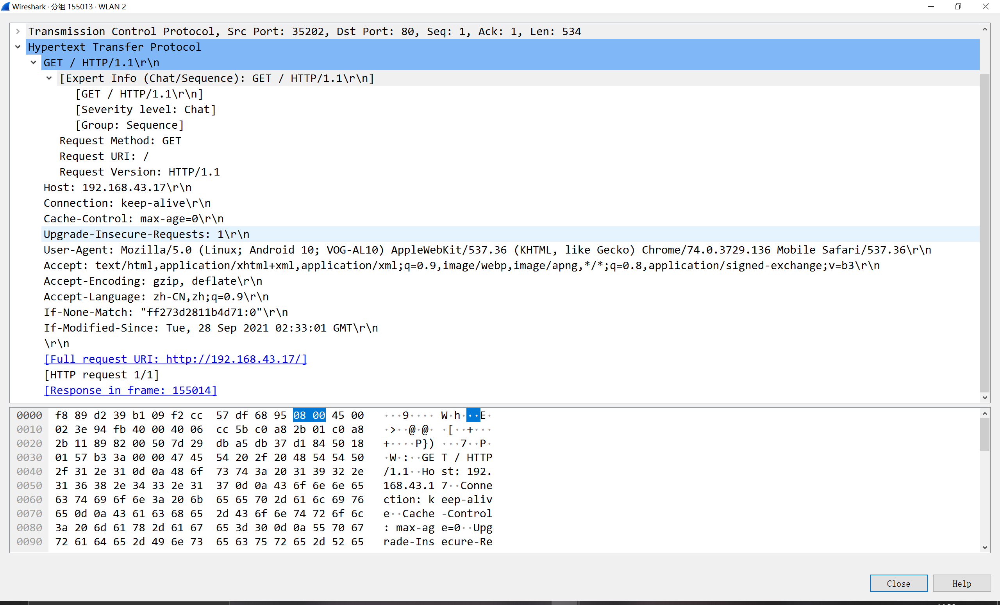 Wireshark · 分组 155013 · WLAN 2
Transmission Control Protocol, Src Port: 35202, Dst Port: 80, Seq: 1, Ack: 1, Len: 534
Hypertext Transfer Protocol
GET / HTTP/1.1\r\n
[Expert Info (Chat/Sequence): GET / HTTP/1.1\r\n]
[GET / HTTP/1.1\r\n]
[Severity level: Chat]
[Group: Sequence]
Request Method: GET
Request URI: /
Request Version: HTTP/1.1
Host: 192.168.43.17\r\n
Connection: keep-alive\r\n
Cache-Control: max-age=0\r\n
Upgrade-Insecure-Requests: 1\r\n
User-Agent: Mozilla/5.0 (Linux; Android 10; VOG-AL10) AppleWebKit/537.36 (KHTML, like Gecko) Chrome/74.0.3729.136 Mobile Safari/537.36\r\n
Accept: text/html,application/xhtml+xml,application/xml;q=0.9,image/webp,image/apng,*/*;q=0.8,application/signed-exchange;v=b3\r\n
Accept-Encoding: gzip, deflate\r\n
Accept-Language: zh-CN,zh;q=0.9\r\n
If-None-Match: "ff273d2811b4d71:0"\r\n
If-Modified-Since: Tue, 28 Sep 2021 02:33:01 GMT\r\n
\r\n
[Full request URI: http://192.168.43.17/]
[HTTP request 1/1]
[Response in frame: 155014]
0000 f8 89 d2 39 b1 09 f2 cc 57 df 68 95 08 00 45 00 ···9···· W·h···E·
0010 02 3e 94 fb 40 00 40 06 cc 5b c0 a8 2b 01 c0 a8 ·>··@·@· ·[··+···
0020 2b 11 89 82 00 50 7d 29 db a5 db 37 d1 84 50 18 +····P}) ···7··P·
0030 01 57 b3 3a 00 00 47 45 54 20 2f 20 48 54 54 50 ·W·:··GE T / HTTP
0040 2f 31 2e 31 0d 0a 48 6f 73 74 3a 20 31 39 32 2e /1.1··Ho st: 192.
0050 31 36 38 2e 34 33 2e 31 37 0d 0a 43 6f 6e 6e 65 168.43.1 7··Conne
0060 63 74 69 6f 6e 3a 20 6b 65 65 70 2d 61 6c 69 76 ction: k eep-aliv
0070 65 0d 0a 43 61 63 68 65 2d 43 6f 6e 74 72 6f 6c e··Cache -Control
0080 3a 20 6d 61 78 2d 61 67 65 3d 30 0d 0a 55 70 67 : max-ag e=0··Upg
0090 72 61 64 65 2d 49 6e 73 65 63 75 72 65 2d 52 65 rade-Ins ecure-Re
Close Help